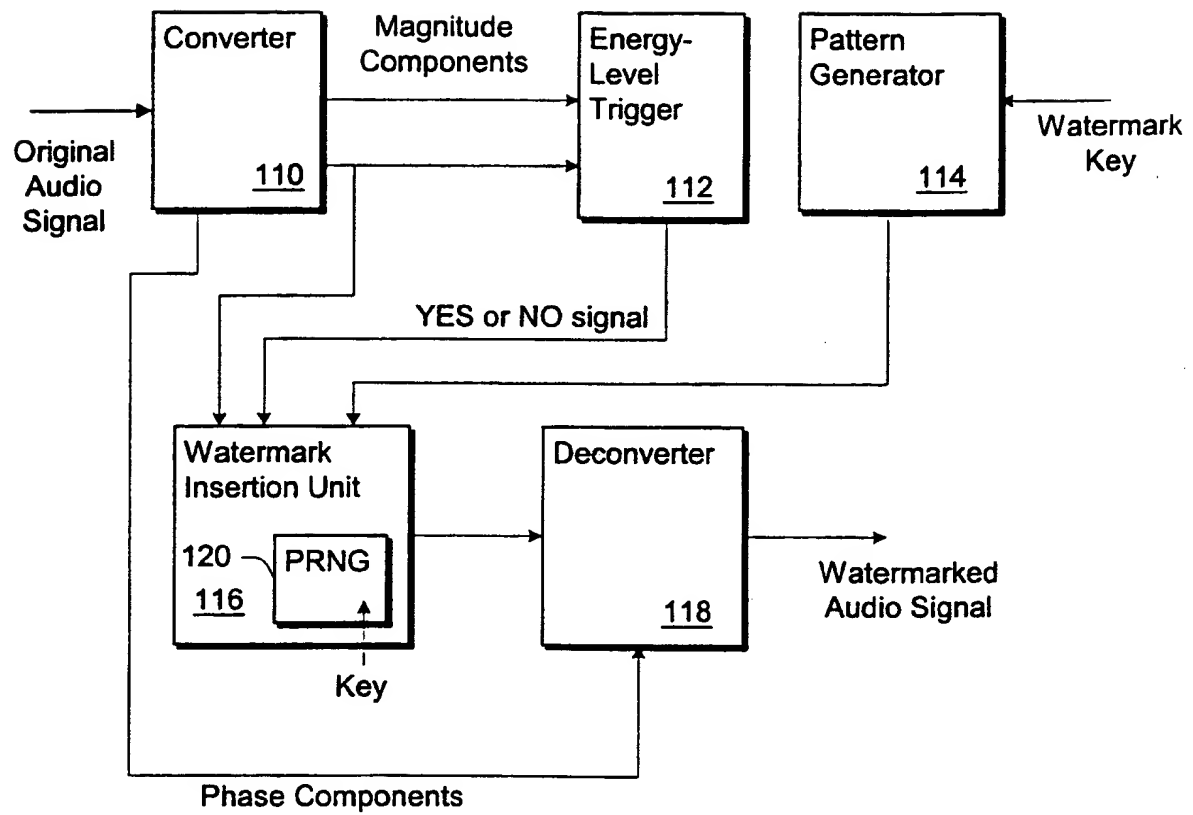 Converter
110
Magnitude
Components
Energy-
Level
Trigger
112
Pattern
Generator
114
Original
Audio
Signal
Watermark
Key
YES or NO signal
Watermark
Insertion Unit
120
PRNG
116
Key
Deconverter
118
Watermarked
Audio Signal
Phase Components